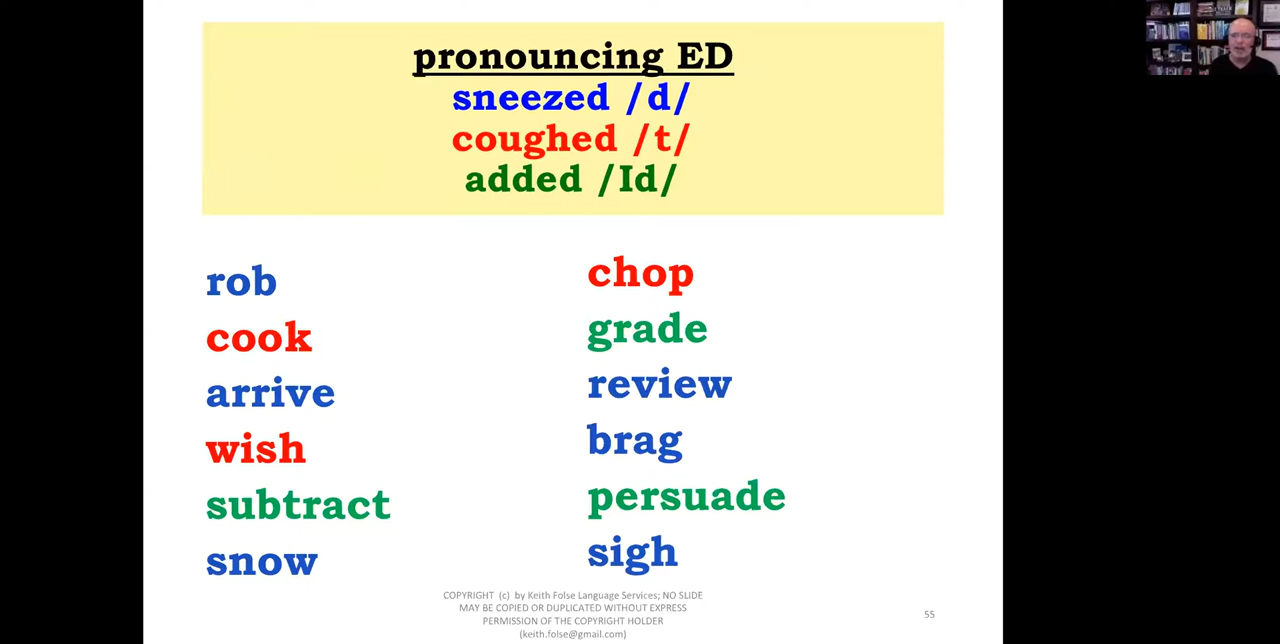 pronouncing ED
sneezed /d/
coughed /t/
added /Id/
rob
cook
arrive
wish
subtract
snow
chop
grade
review
brag
persuade
sigh
COPYRIGHT (c) by Keith Folse Language Services; NO SLIDE
MAY BE COPIED OR DUPLICATED WITHOUT EXPRESS
PERMISSION OF THE COPYRIGHT HOLDER
(keith.folse@gmail.com)
55